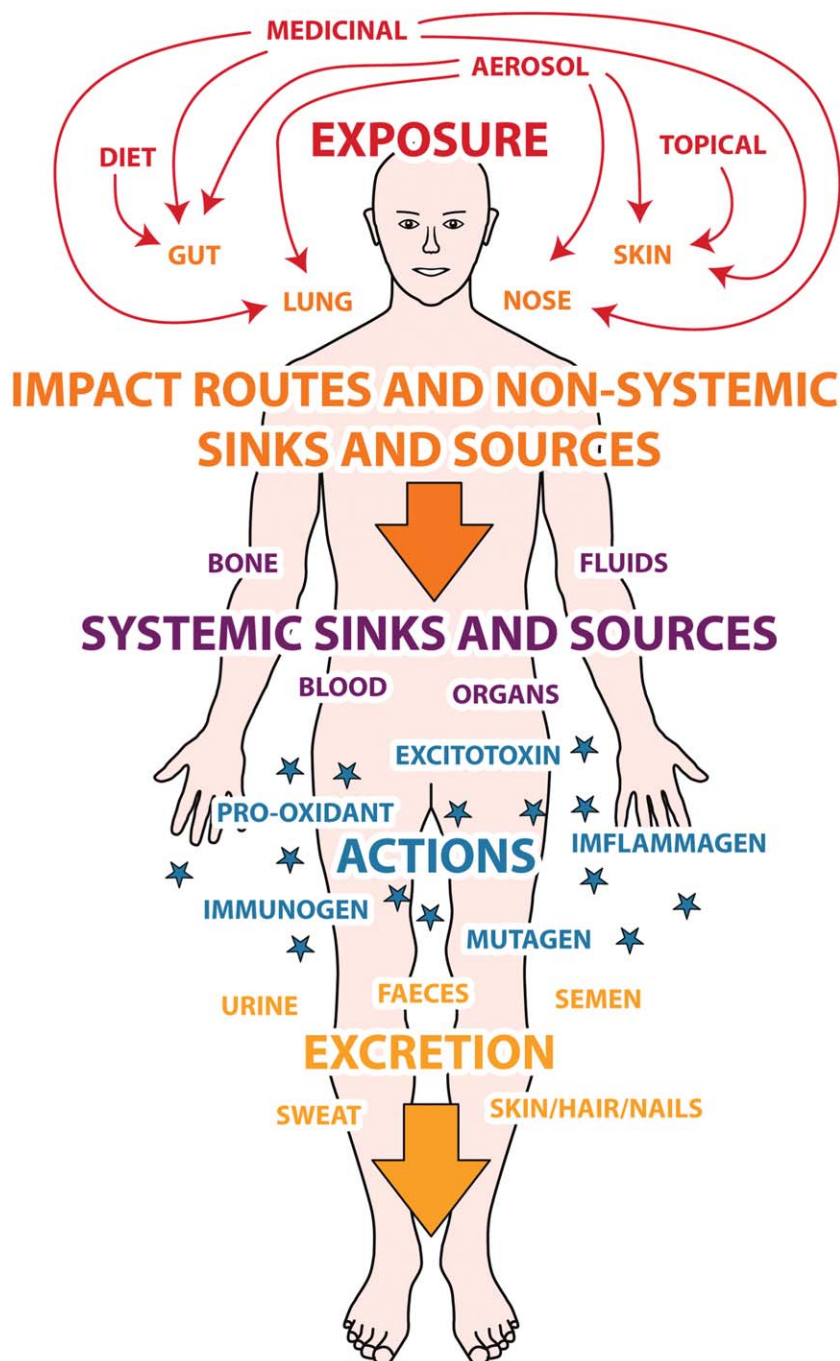 MEDICINAL
AEROSOL
EXPOSURE
DIET
TOPICAL
GUT
SKIN
LUNG
NOSE
IMPACT ROUTES AND NON-SYSTEMIC
SINKS AND SOURCES
BONE
FLUIDS
SYSTEMIC SINKS AND SOURCES
BLOOD
ORGANS
EXCITOTOXIN
PRO-OXIDANT
ACTIONS
IMFLAMMAGEN
IMMUNOGEN
MUTAGEN
URINE
FAECES
SEMEN
EXCRETION
SWEAT
SKIN/HAIR/NAILS